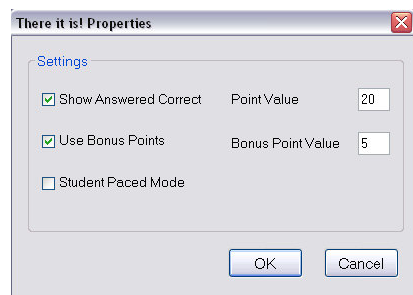 There it is! Properties
Settings
Show Answered Correct Point Value 20
Use Bonus Points Bonus Point Value 5
Student Paced Mode
OK Cancel